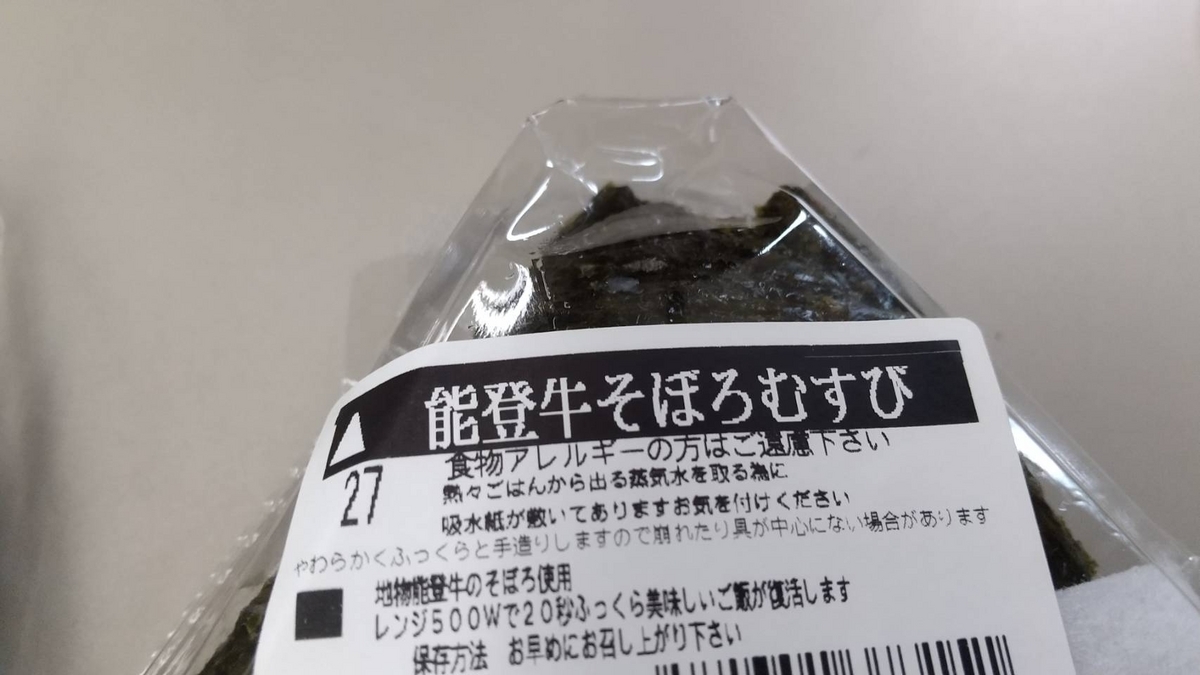 能登牛そぼろむすび
食物アレルギーの方はご遠慮下さい
27
熱々ごはんから出る蒸気水を取る為に
吸水紙が敷いてありますお気を付けください
やわらかくふっくらと手造りしますので崩れたり具が中心にない場合があります
地物能登牛のそぼろ使用
レンジ500Wで20秒ふっくら美味しいご飯が復活します
保存方法 お早めにお召し上がり下さい